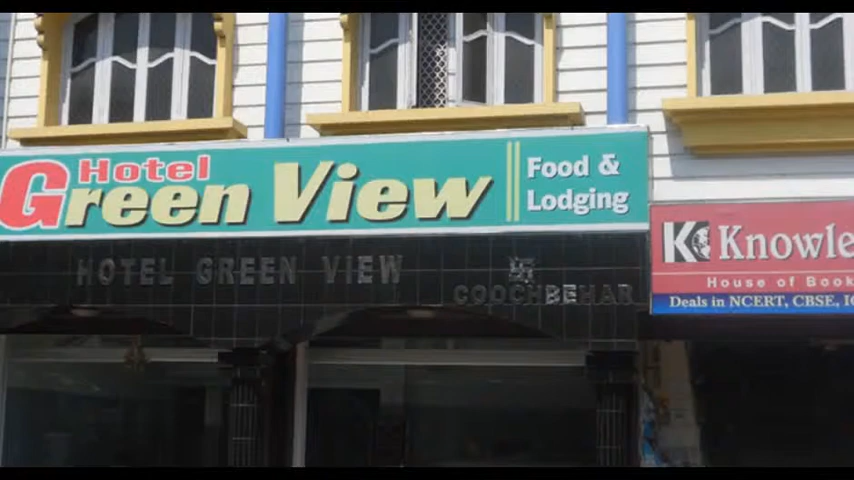 Hotel
Green View
Food &
Lodging
HOTEL GREEN VIEW
COOCHBEHAR
K Knowle
House of Book
Deals in NCERT, CBSE, IC